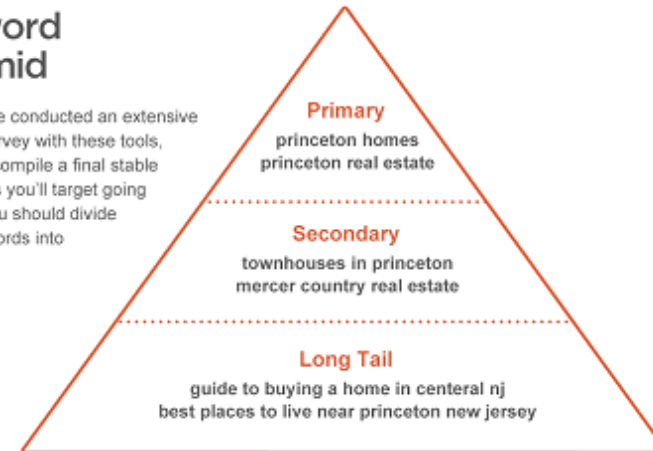 ord
mid
e conducted an extensive
rvey with these tools,
ompile a final stable
s you'll target going
u should divide
ords into
Primary
princeton homes
princeton real estate
Secondary
townhouses in princeton
mercer country real estate
Long Tail
guide to buying a home in centeral nj
best places to live near princeton new jersey